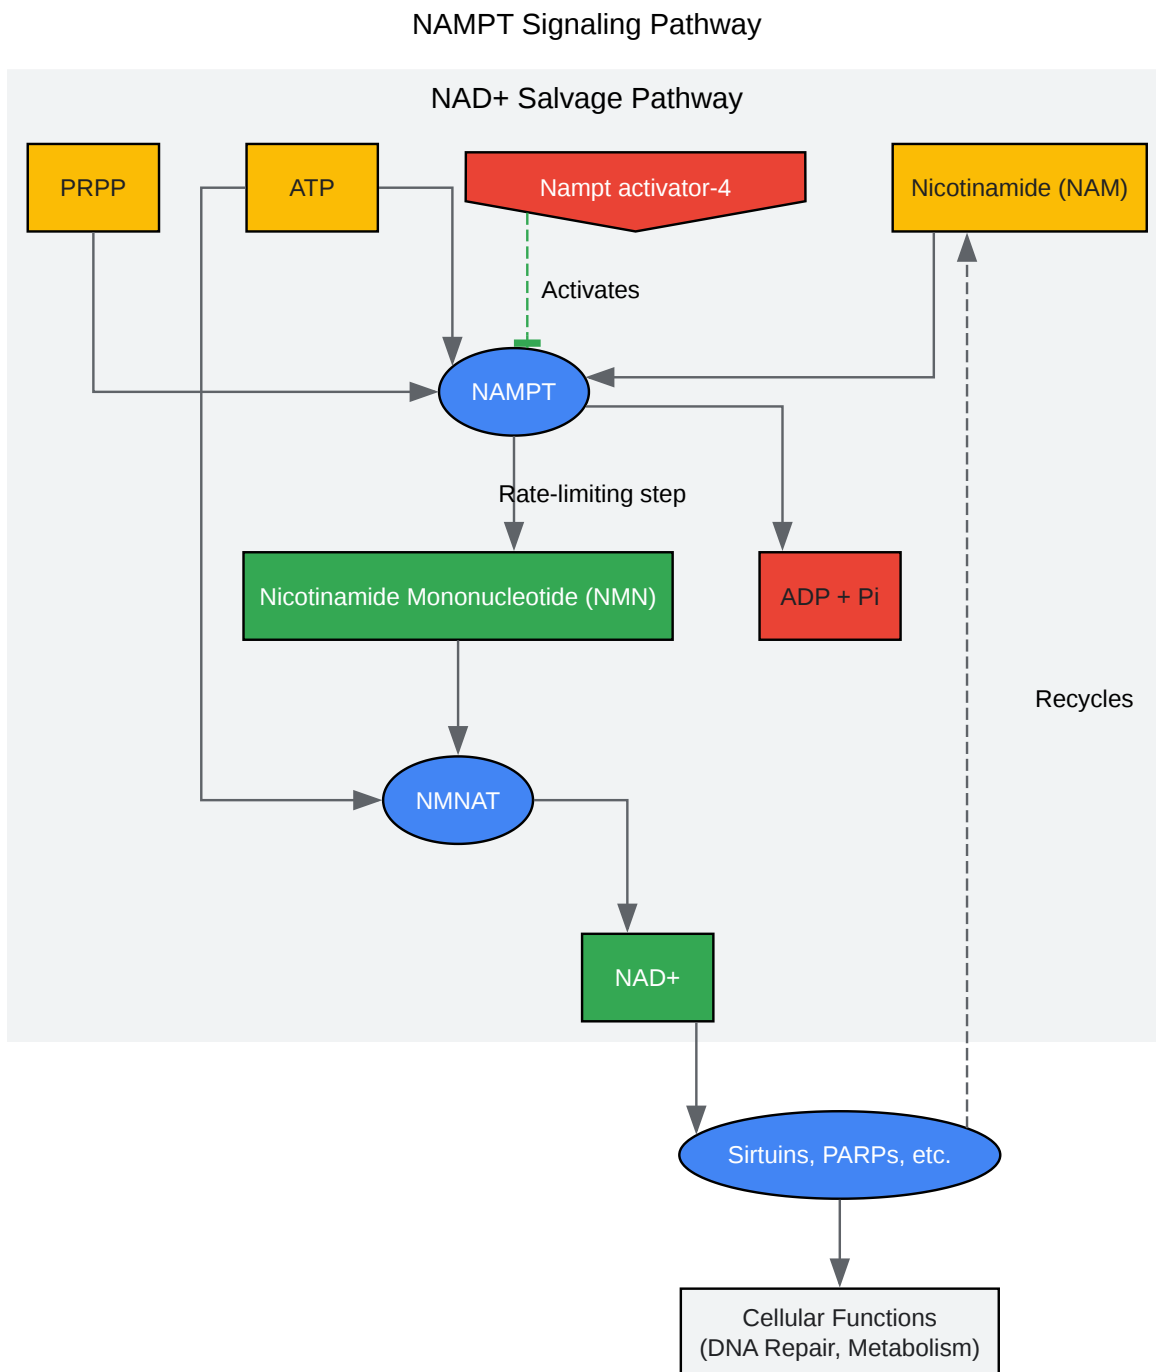 NAMPT Signaling Pathway
NAD+ Salvage Pathway
PRPP
ATP
Nampt activator-4
Nicotinamide (NAM)
Activates
NAMPT
Rate-limiting step
Nicotinamide Mononucleotide (NMN)
ADP + Pi
Recycles
NMNAT
NAD+
Sirtuins, PARPs, etc.
Cellular Functions
(DNA Repair, Metabolism)